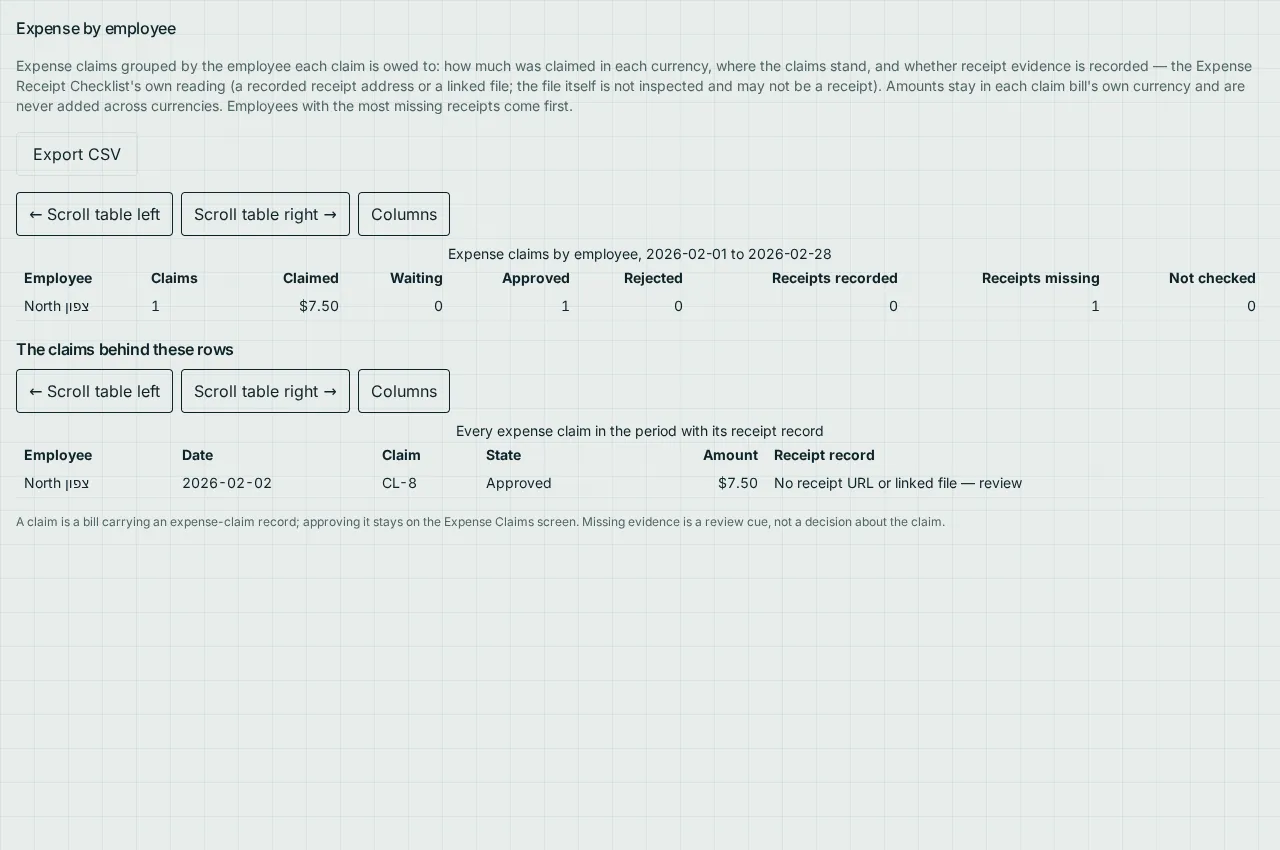 Expense by employee
Expense claims grouped by the employee each claim is owed to: how much was claimed in each currency, where the claims stand, and whether receipt evidence is recorded — the Expense
Receipt Checklist's own reading (a recorded receipt address or a linked file; the file itself is not inspected and may not be a receipt). Amounts stay in each claim bill's own currency and are
never added across currencies. Employees with the most missing receipts come first.
Export CSV
← Scroll table left Scroll table right → Columns
Expense claims by employee, 2026-02-01 to 2026-02-28
Employee Claims Claimed Waiting Approved Rejected Receipts recorded Receipts missing Not checked
North צפון 1 $7.50 0 1 0 0 1 0
The claims behind these rows
← Scroll table left Scroll table right → Columns
Every expense claim in the period with its receipt record
Employee Date Claim State Amount Receipt record
North צפון 2026-02-02 CL-8 Approved $7.50 No receipt URL or linked file — review
A claim is a bill carrying an expense-claim record; approving it stays on the Expense Claims screen. Missing evidence is a review cue, not a decision about the claim.